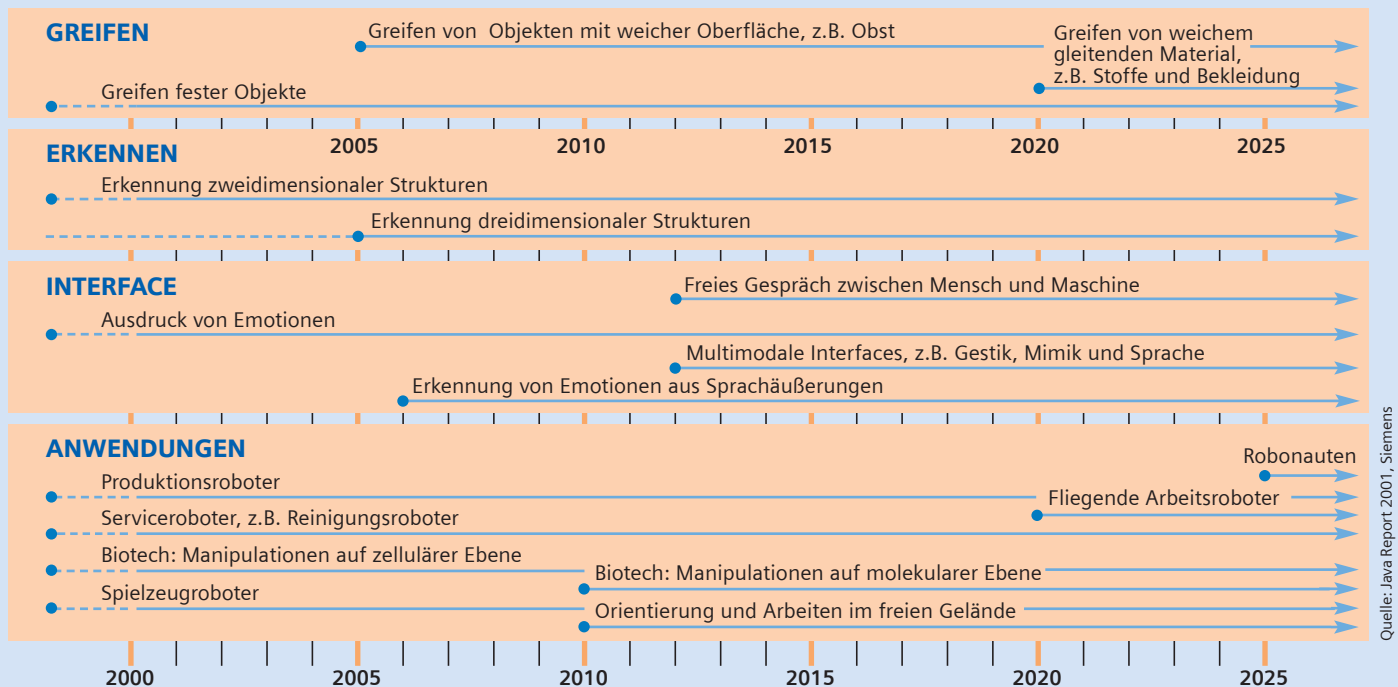 GREIFEN
Greifen von Objekten mit weicher Oberfläche, z.B. Obst
Greifen von weichem
gleitenden Material,
z.B. Stoffe und Bekleidung
Greifen fester Objekte
2005 2010 2015 2020 2025
ERKENNEN
Erkennung zweidimensionaler Strukturen
Erkennung dreidimensionaler Strukturen
INTERFACE
Freies Gespräch zwischen Mensch und Maschine
Ausdruck von Emotionen
Multimodale Interfaces, z.B. Gestik, Mimik und Sprache
Erkennung von Emotionen aus Sprachäußerungen
ANWENDUNGEN
Robonauten
Produktionsroboter
Fliegende Arbeitsroboter
Serviceroboter, z.B. Reinigungsroboter
Biotech: Manipulationen auf zellulärer Ebene
Biotech: Manipulationen auf molekularer Ebene
Spielzeugroboter
Orientierung und Arbeiten im freien Gelände
2000 2005 2010 2015 2020 2025
Quelle: Java Report 2001, Siemens